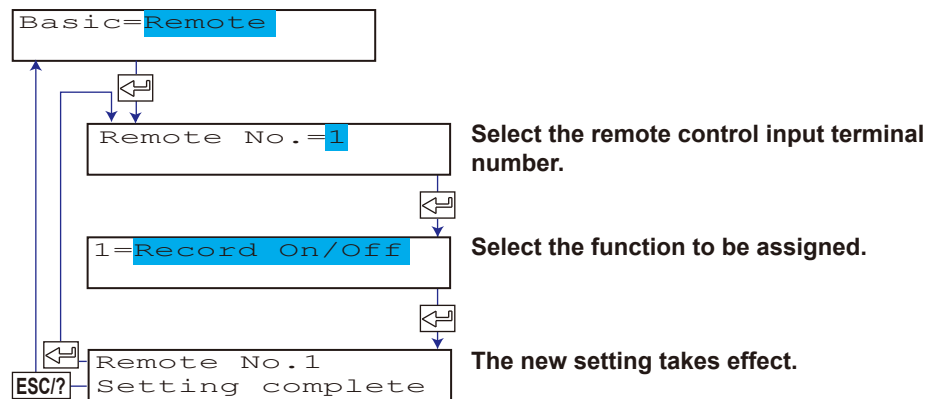 Basic=Remote
Remote No.=1
Select the remote control input terminal
number.
1=Record On/Off
Select the function to be assigned.
Remote No.1
Setting complete
The new setting takes effect.
ESC/?